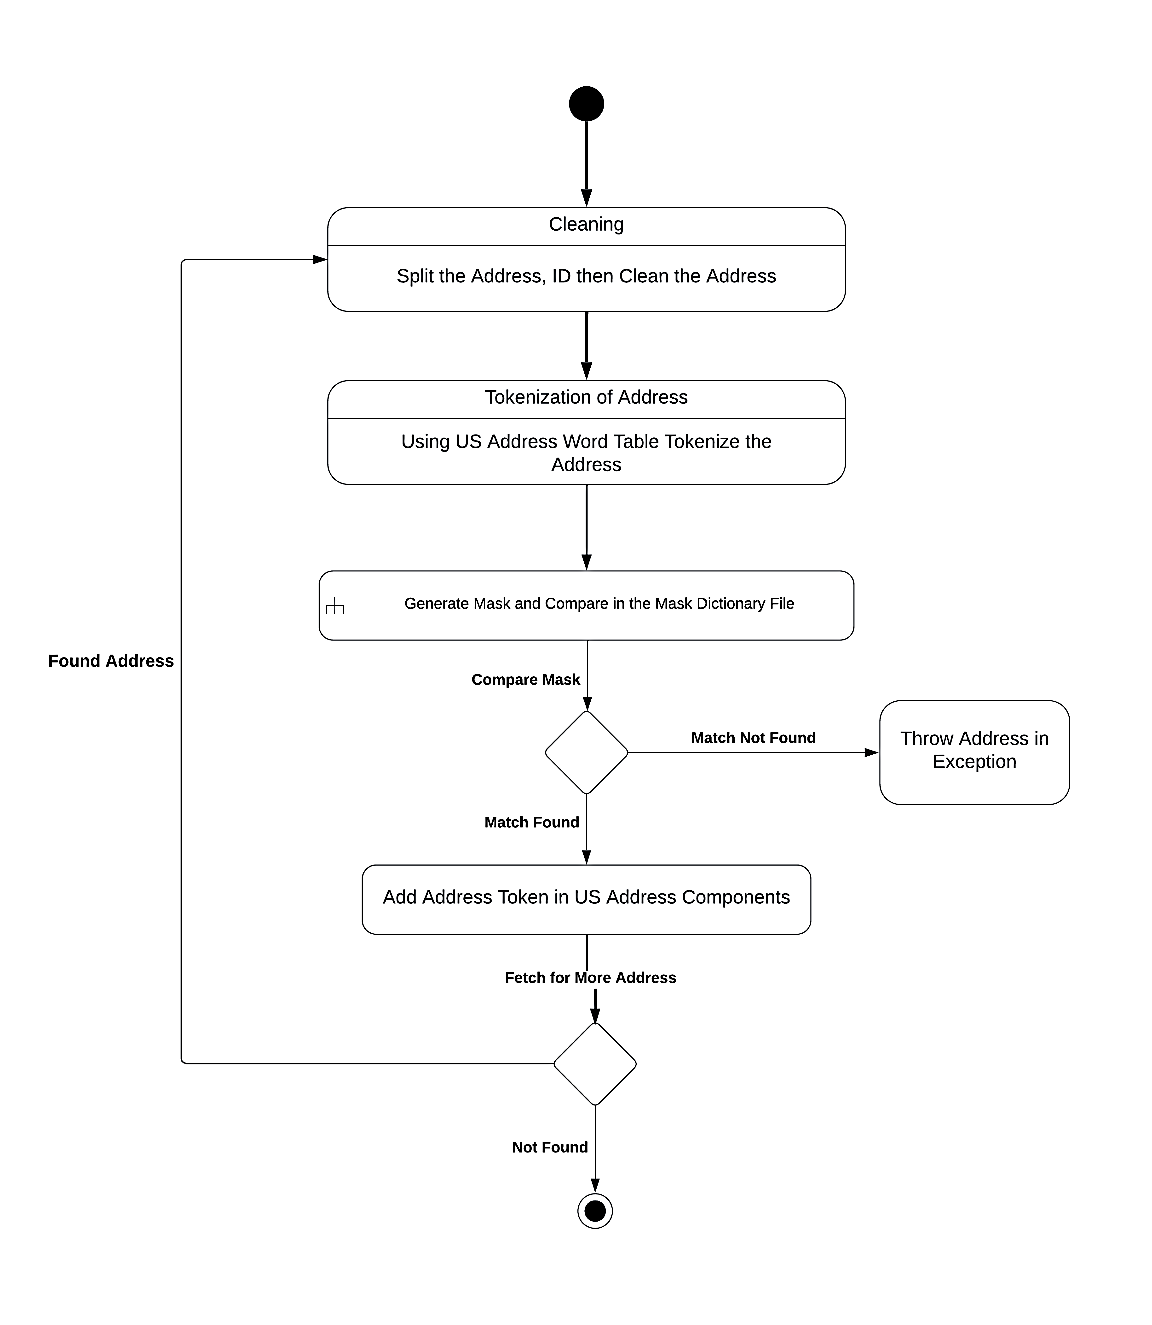 Cleaning
Split the Address, ID then Clean the Address
Tokenization of Address
Using US Address Word Table Tokenize the
Address
Generate Mask and Compare in the Mask Dictionary File
Found Address
Compare Mask
Match Not Found
Throw Address in
Exception
Match Found
Add Address Token in US Address Components
Fetch for More Address
Not Found